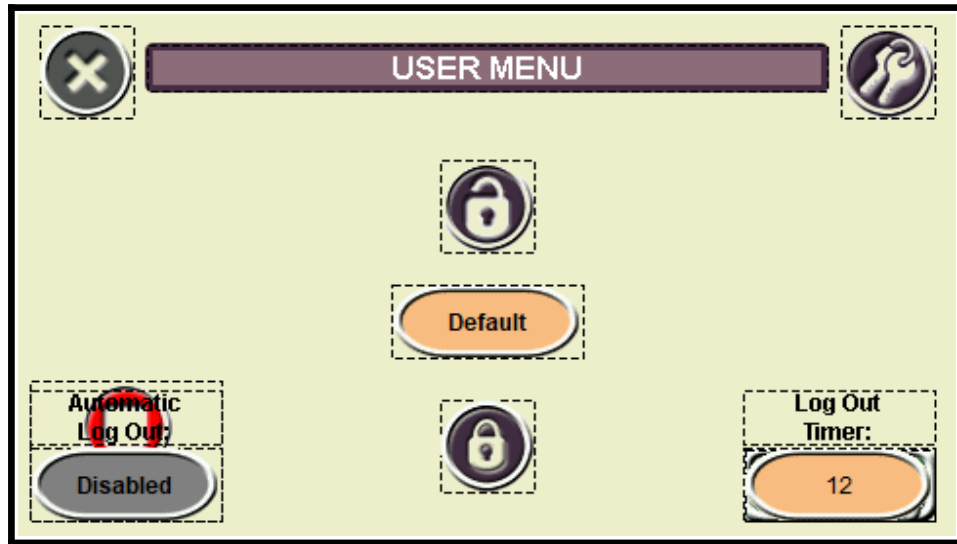 USER MENU
Default
Automatic
Log Out;
Disabled
Log Out
Timer:
12